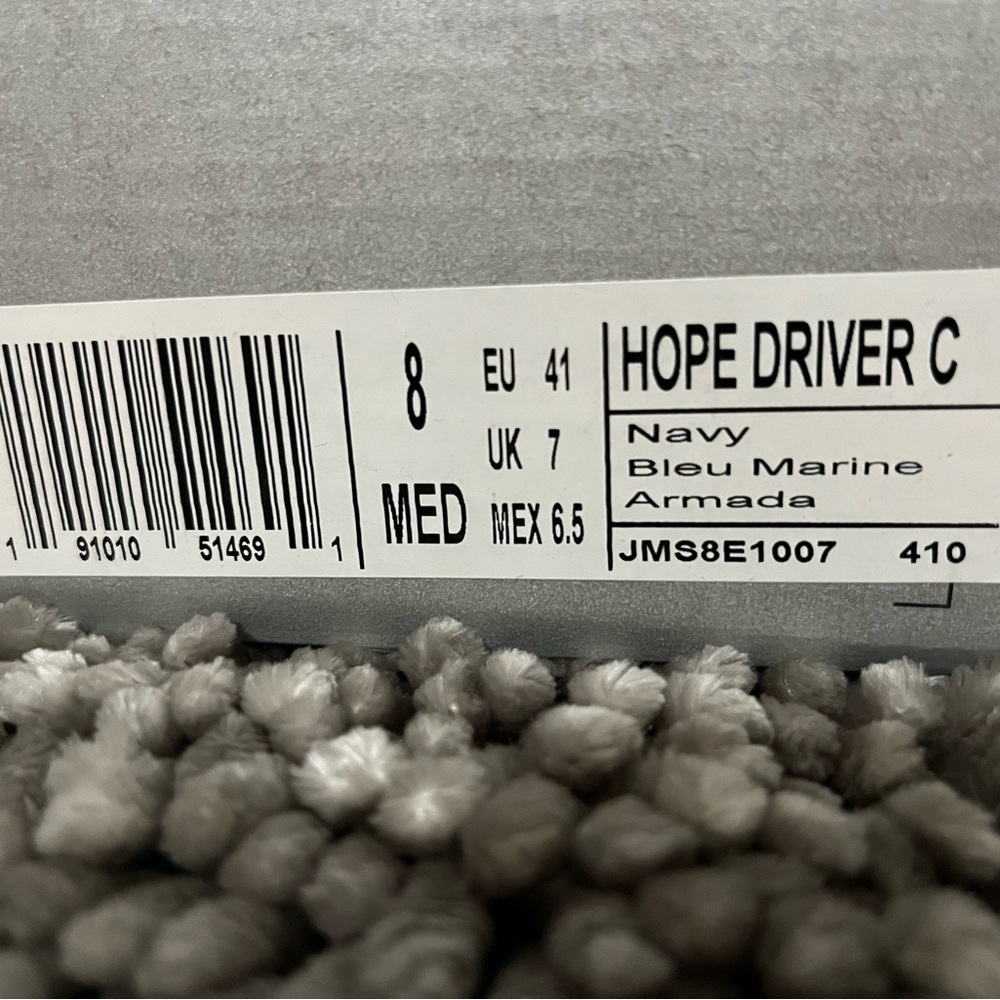 1 91010 51469 1
8
MED
EU 41
UK 7
MEX 6.5
HOPE DRIVER C
Navy
Bleu Marine
Armada
JMS8E1007 410